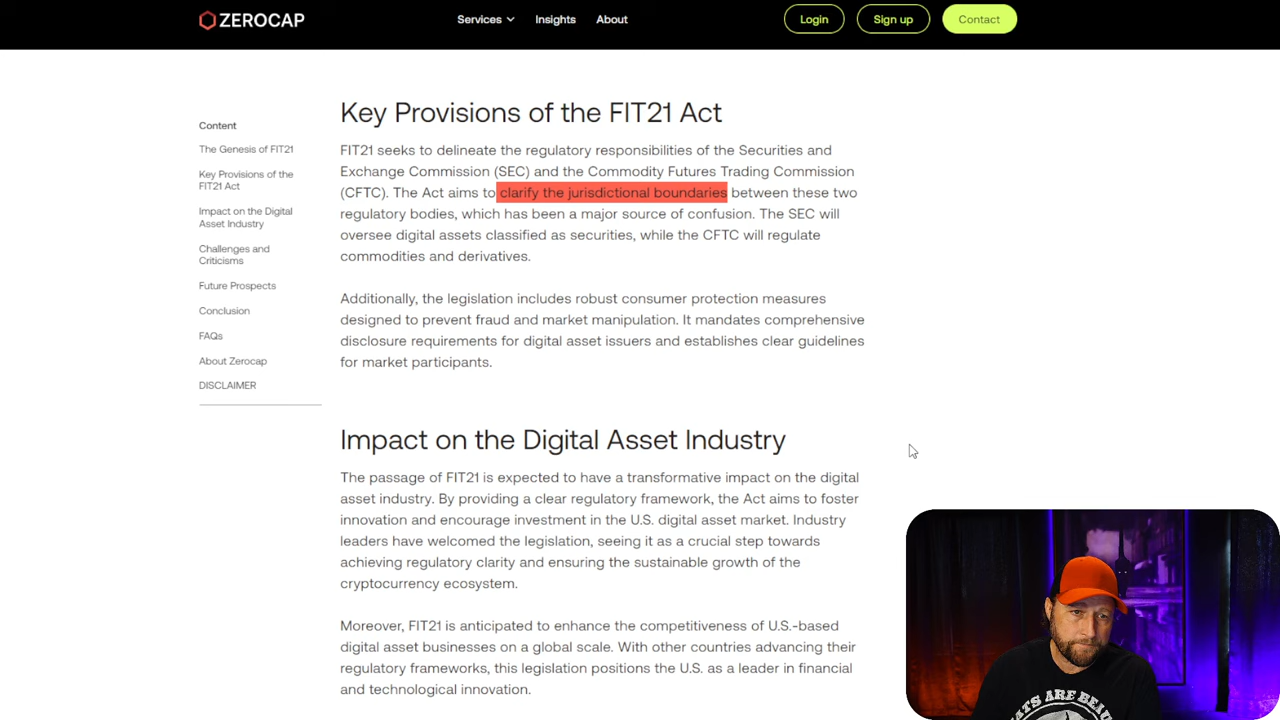 ZEROCAP
Services
Insights
About
Login
Sign up
Contact
Content
The Genesis of FIT21
Key Provisions of the
FIT21 Act
Impact on the Digital
Asset Industry
Challenges and
Criticisms
Future Prospects
Conclusion
FAQs
About Zerocap
DISCLAIMER
Key Provisions of the FIT21 Act
FIT21 seeks to delineate the regulatory responsibilities of the Securities and
Exchange Commission (SEC) and the Commodity Futures Trading Commission
(CFTC). The Act aims to clarify the jurisdictional boundaries between these two
regulatory bodies, which has been a major source of confusion. The SEC will
oversee digital assets classified as securities, while the CFTC will regulate
commodities and derivatives.
Additionally, the legislation includes robust consumer protection measures
designed to prevent fraud and market manipulation. It mandates comprehensive
disclosure requirements for digital asset issuers and establishes clear guidelines
for market participants.
Impact on the Digital Asset Industry
The passage of FIT21 is expected to have a transformative impact on the digital
asset industry. By providing a clear regulatory framework, the Act aims to foster
innovation and encourage investment in the U.S. digital asset market. Industry
leaders have welcomed the legislation, seeing it as a crucial step towards
achieving regulatory clarity and ensuring the sustainable growth of the
cryptocurrency ecosystem.
Moreover, FIT21 is anticipated to enhance the competitiveness of U.S.-based
digital asset businesses on a global scale. With other countries advancing their
regulatory frameworks, this legislation positions the U.S. as a leader in financial
and technological innovation.
ARE